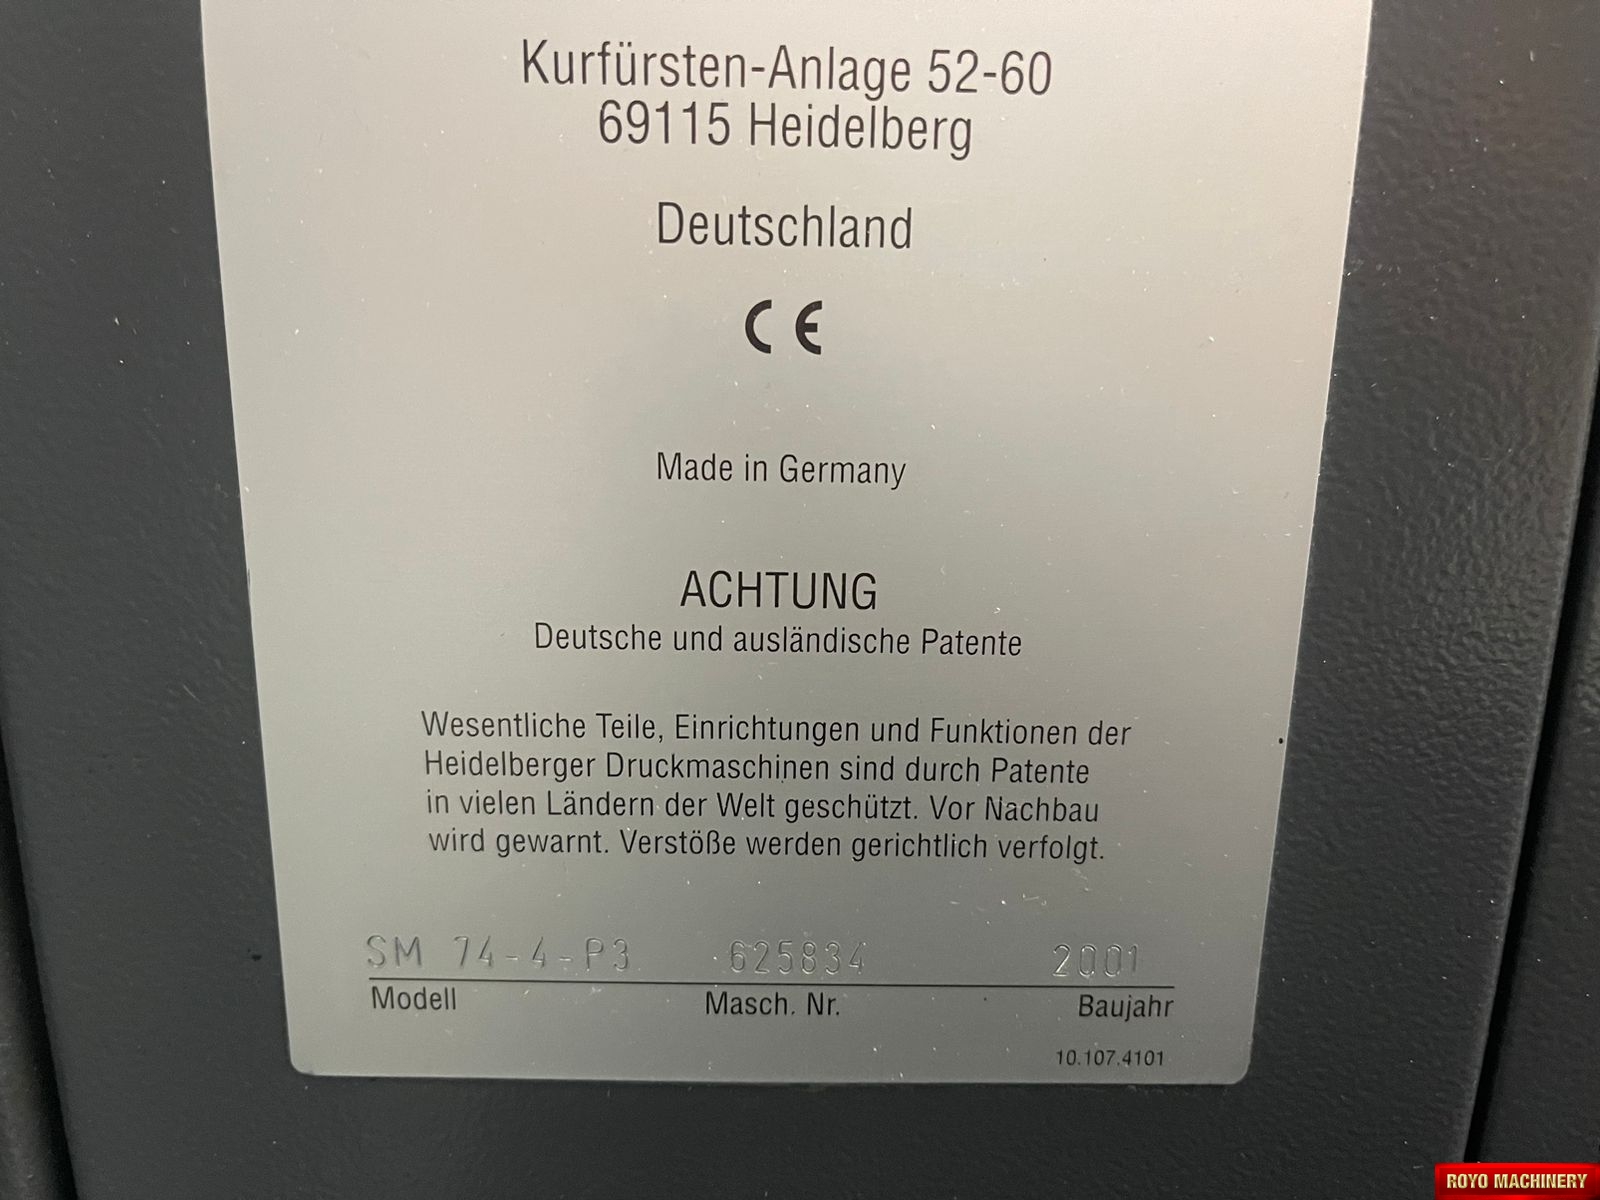 Kurfürsten-Anlage 52-60
69115 Heidelberg
Deutschland
CE
Made in Germany
ACHTUNG
Deutsche und ausländische Patente
Wesentliche Teile, Einrichtungen und Funktionen der
Heidelberger Druckmaschinen sind durch Patente
in vielen Ländern der Welt geschützt. Vor Nachbau
wird gewarnt. Verstöße werden gerichtlich verfolgt.
SM 74-4-P3 625834 2001
Modell Masch. Nr. Baujahr
10.107.4101
ROYO MACHINERY